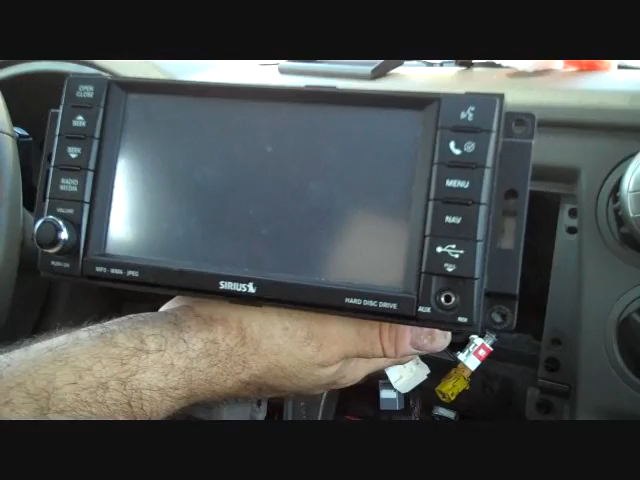 OPEN
CLOSE
SEEK
SEEK
RADIO
MEDIA
VOLUME
PUSH-ON
MP3 - WMA - JPEG
SIRIUS
HARD DISC DRIVE
MENU
NAV
AUX